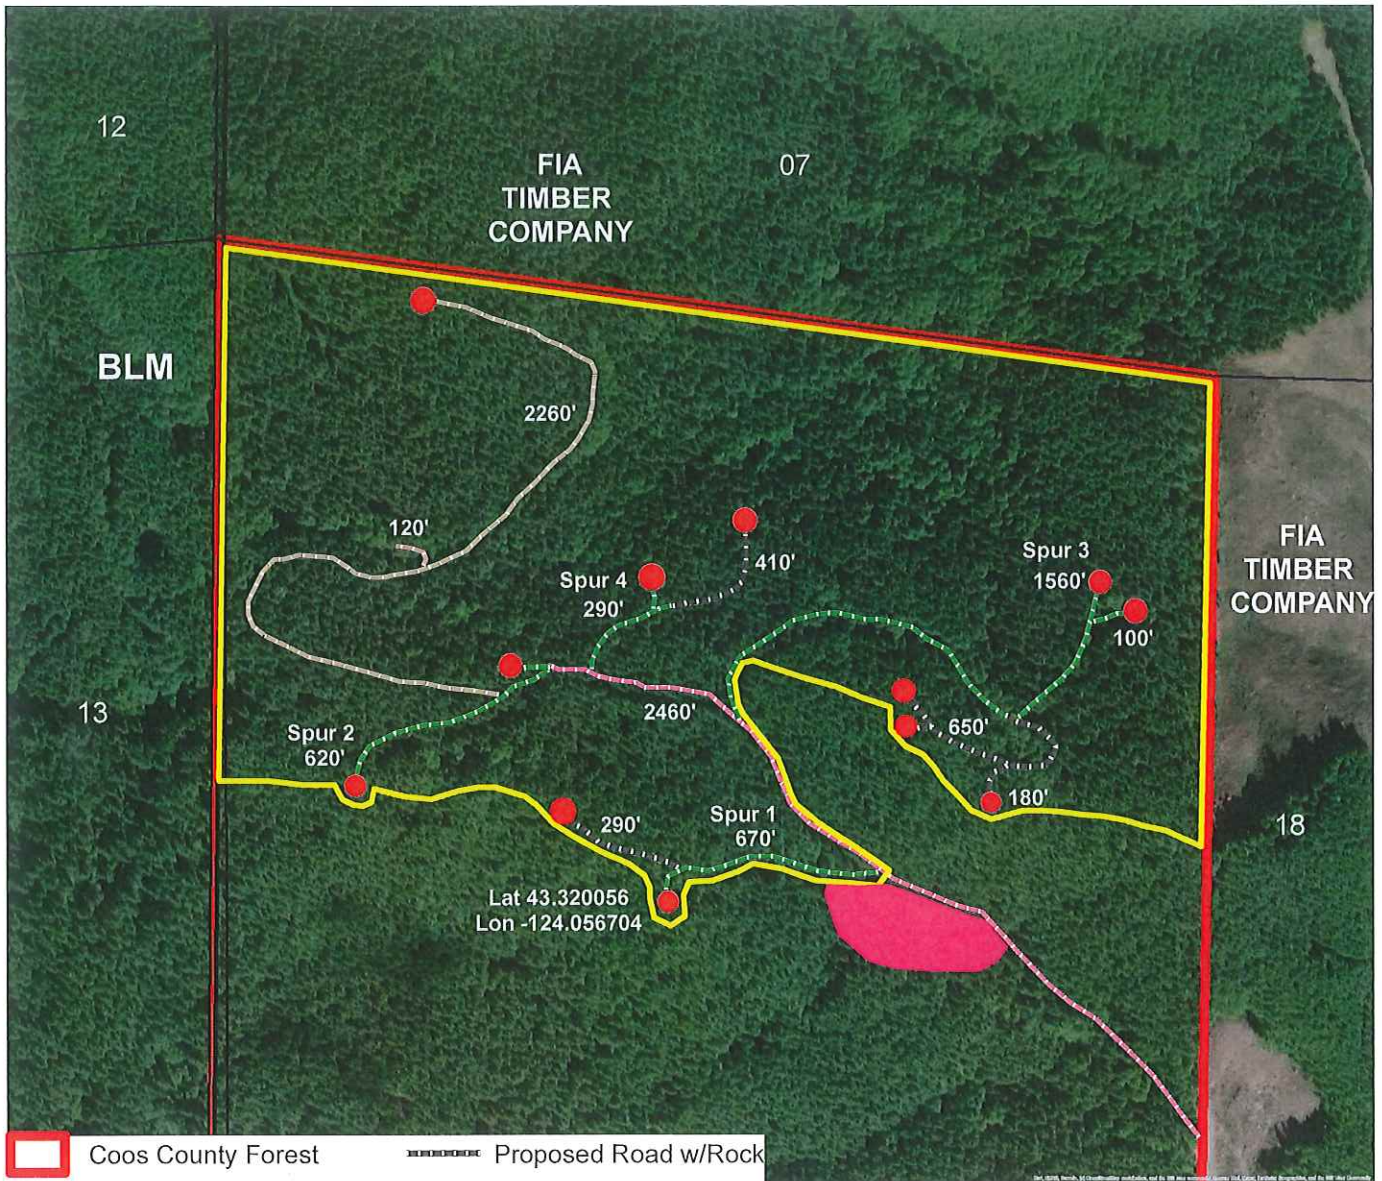 12
07
FIA
TIMBER
COMPANY
BLM
2260'
120'
410'
Spur 4
290'
Spur 3
1560'
100'
FIA
TIMBER
COMPANY
13
2460'
650'
Spur 2
620'
180'
18
290'
Spur 1
670'
Lat 43.320056
Lon -124.056704
Coos County Forest
Proposed Road w/Rock